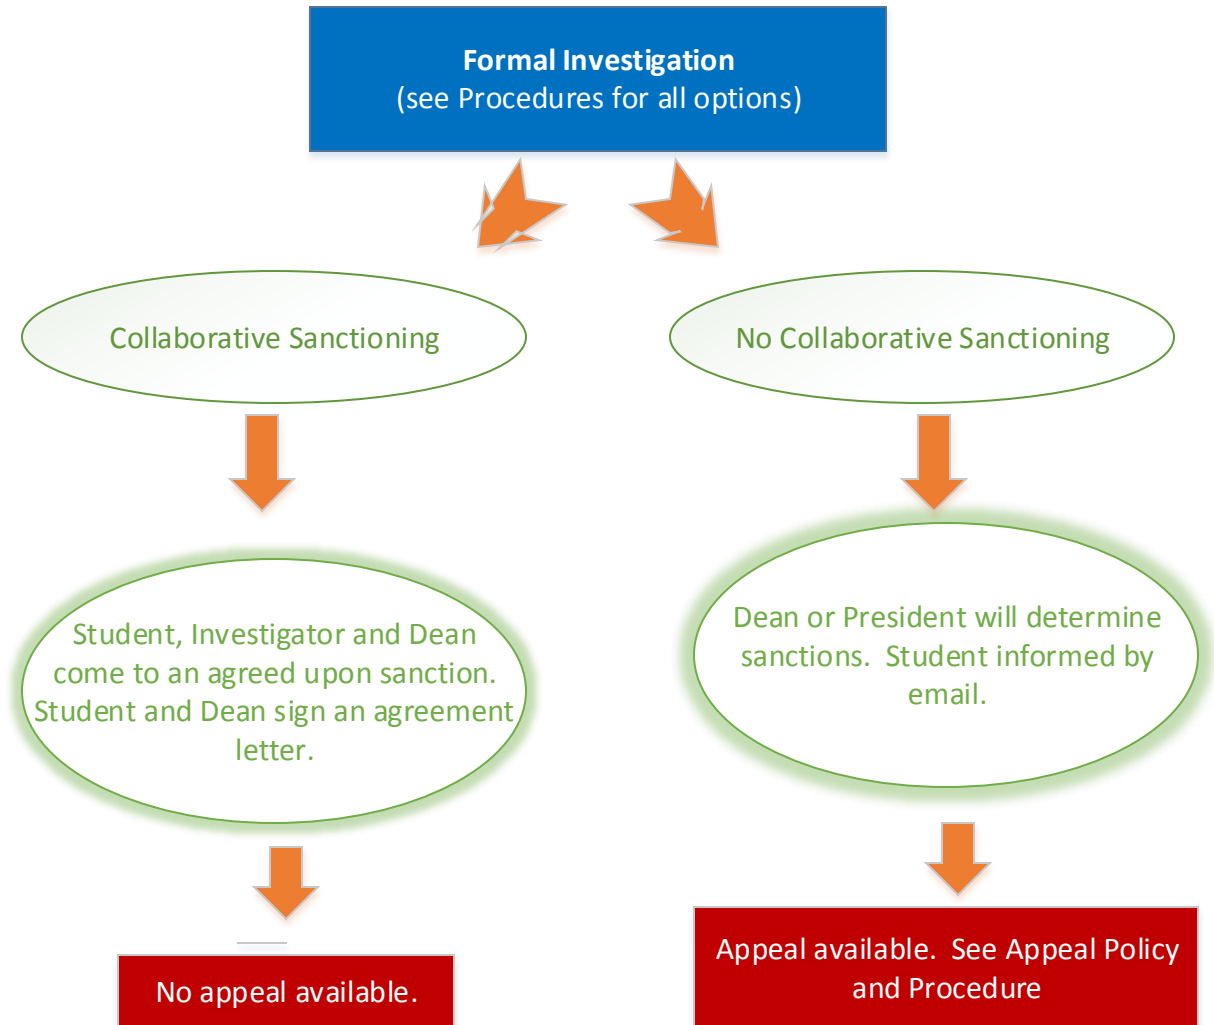 Formal Investigation
(see Procedures for all options)
Collaborative Sanctioning
No Collaborative Sanctioning
Student, Investigator and Dean
come to an agreed upon sanction.
Student and Dean sign an agreement
letter.
Dean or President will determine
sanctions.  Student informed by
email.
No appeal available.
Appeal available.  See Appeal Policy
and Procedure